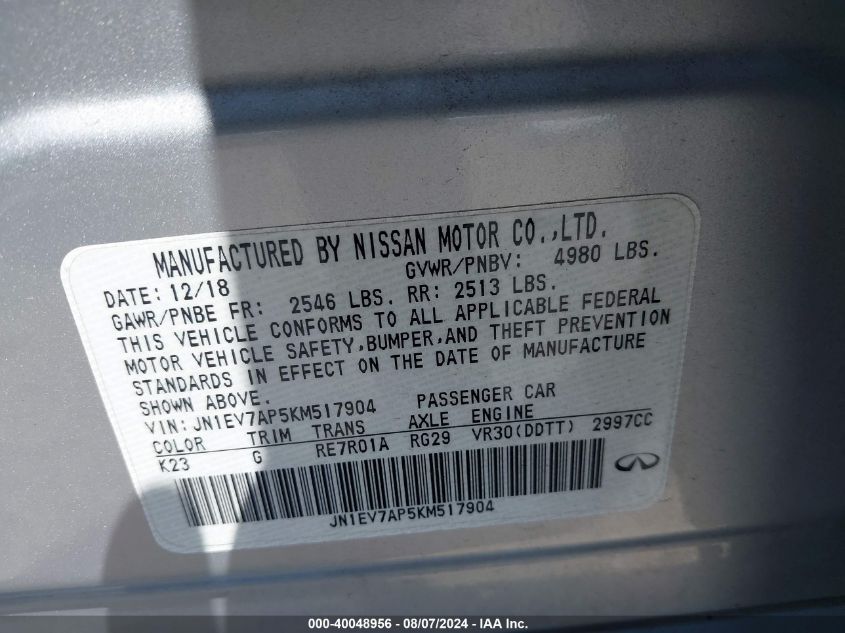 MANUFACTURED BY NISSAN MOTOR CO.,LTD.
DATE: 12/18 GVWR/PNBV: 4980 LBS.
GAWR/PNBE FR: 2546 LBS. RR: 2513 LBS.
THIS VEHICLE CONFORMS TO ALL APPLICABLE FEDERAL
MOTOR VEHICLE SAFETY,BUMPER,AND THEFT PREVENTION
STANDARDS IN EFFECT ON THE DATE OF MANUFACTURE
SHOWN ABOVE.
VIN: JN1EV7AP5KM517904 PASSENGER CAR
COLOR TRIM TRANS AXLE ENGINE
K23 G RE7R01A RG29 VR30(DDTT) 2997CC
JN1EV7AP5KM517904
000-40048956 - 08/07/2024 - IAA Inc.